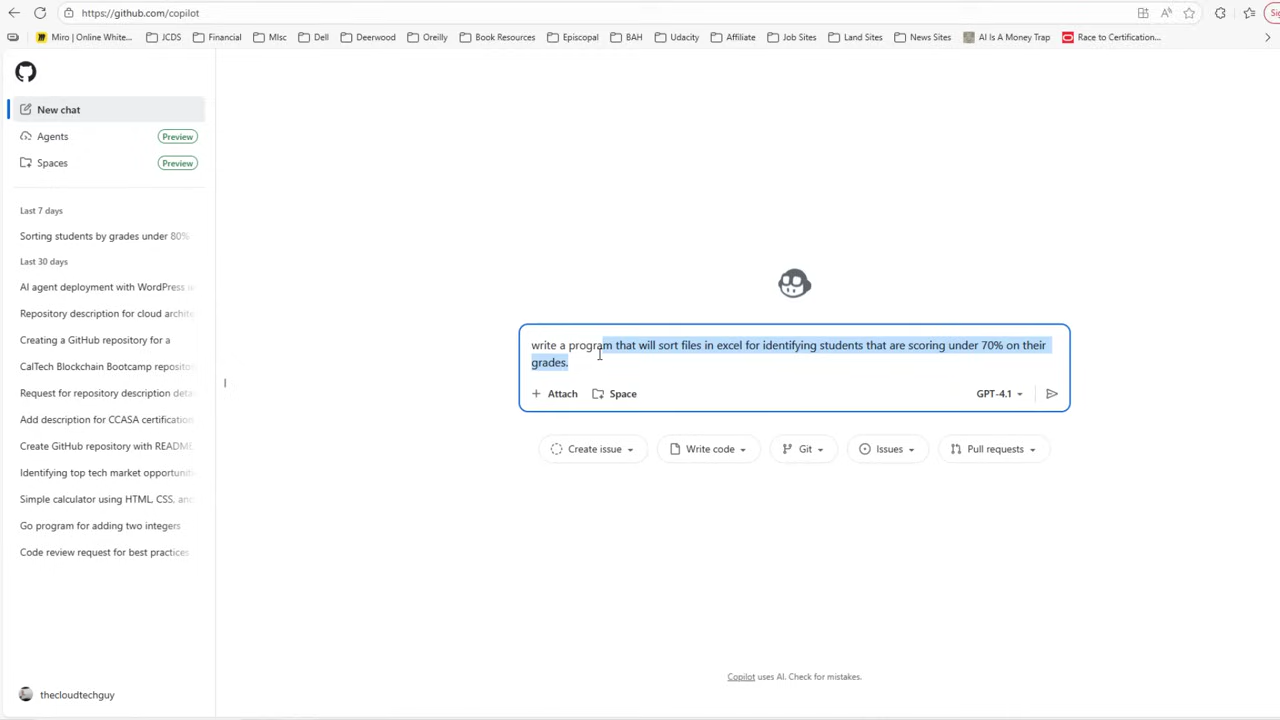 https://github.com/copilot
Miro | Online White...
JCDS
Financial
MIsc
Dell
Deerwood
Oreilly
Book Resources
Episcopal
BAH
Udacity
Affiliate
Job Sites
Land Sites
News Sites
AI Is A Money Trap
Race to Certification...
New chat
Agents
Preview
Spaces
Preview
Last 7 days
Sorting students by grades under 80%
Last 30 days
AI agent deployment with WordPress
Repository description for cloud archite
Creating a GitHub repository for a
CalTech Blockchain Bootcamp reposito
Request for repository description deta
Add description for CCASA certification
Create GitHub repository with README
Identifying top tech market opportuniti
Simple calculator using HTML, CSS, and
Go program for adding two integers
Code review request for best practices
thecloudtechguy
write a program that will sort files in excel for identifying students that are scoring under 70% on their
grades.
Attach
Space
GPT-4.1
Create issue
Write code
Git
Issues
Pull requests
Copilot uses AI. Check for mistakes.